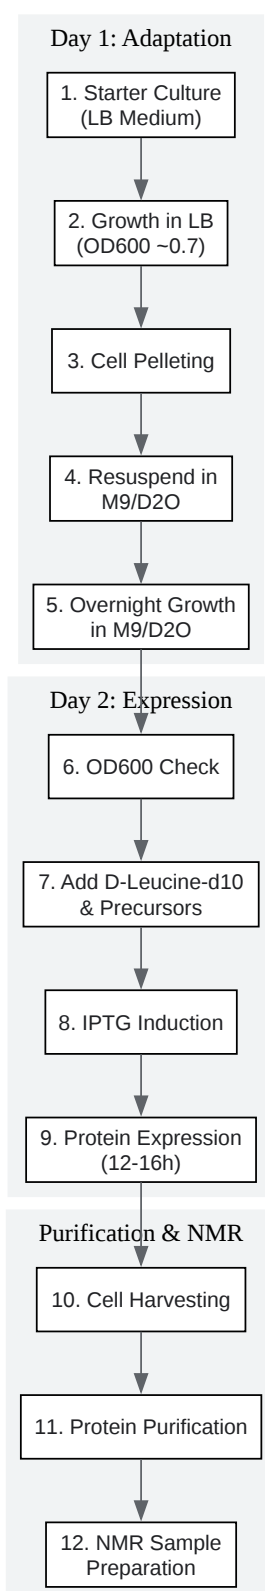 Day 1: Adaptation
1. Starter Culture
(LB Medium)
2. Growth in LB
(OD600 ~0.7)
3. Cell Pelleting
4. Resuspend in
M9/D2O
5. Overnight Growth
in M9/D2O
Day 2: Expression
6. OD600 Check
7. Add D-Leucine-d10
& Precursors
8. IPTG Induction
9. Protein Expression
(12-16h)
Purification & NMR
10. Cell Harvesting
11. Protein Purification
12. NMR Sample
Preparation